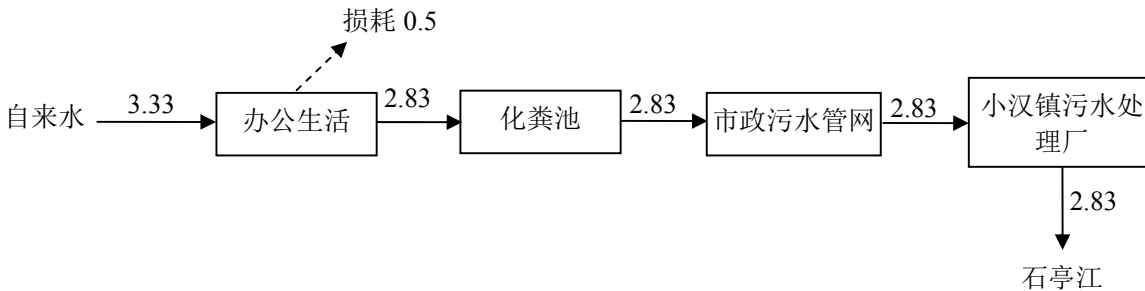 损耗 0.5
自来水
3.33
办公生活
2.83
化粪池
2.83
市政污水管网
2.83
小汉镇污水处
理厂
2.83
石亭江